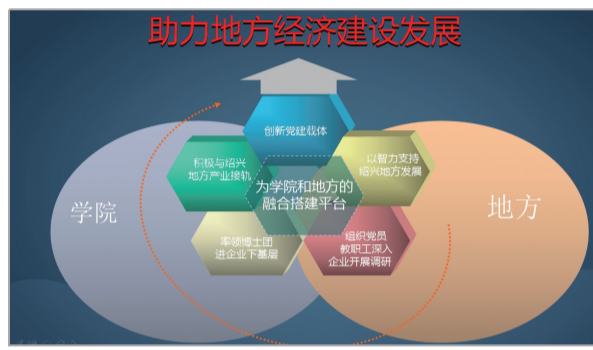 助力地方经济建设发展
创新党建载体
积极与绍兴
地方产业接轨
以智力支持
绍兴地方发展
为学院和地方的
融合搭建平台
学院
地方
率领博士团
进企业下基层
组织党员
教职工深入
企业开展调研